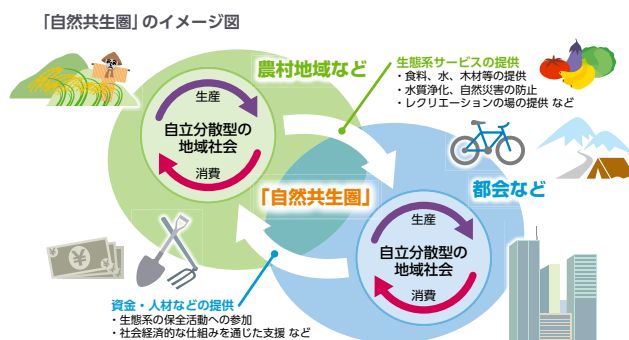 「自然共生圏」のイメージ図
農村地域など
生態系サービスの提供
・食料、水、木材等の提供
・水質浄化、自然災害の防止
・レクリエーションの場の提供 など
生産
自立分散型の
地域社会
消費
「自然共生圏」
都会など
生産
自立分散型の
地域社会
消費
¥
資金・人材などの提供
・生態系の保全活動への参加
・社会経済的な仕組みを通じた支援 など